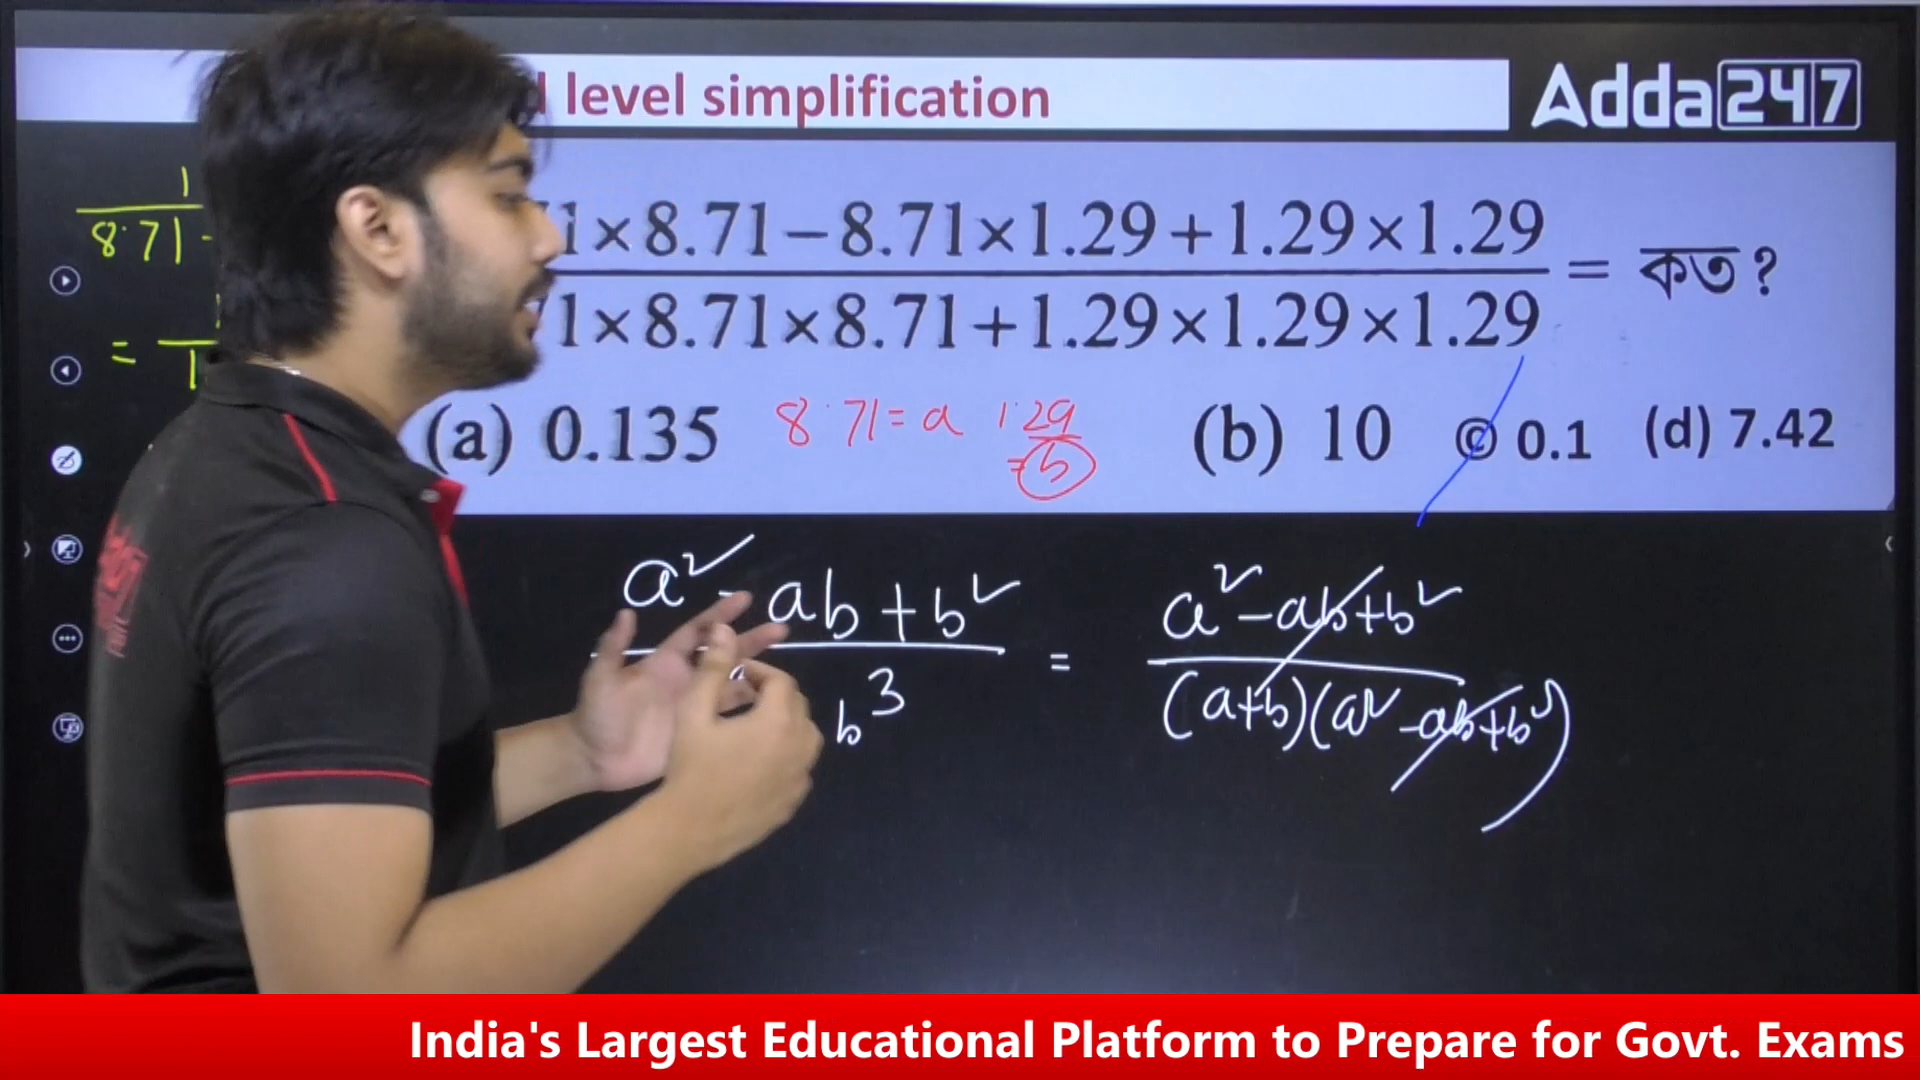 level simplification
Adda247
1×8.71−8.71×1.29+1.29×1.29
1×8.71×8.71+1.29×1.29×1.29
= কত ?
(a) 0.135 (b) 10 © 0.1 (d) 7.42
8.71=a 1.29
=b
1
8.71
=
a² - ab + b²
b³
=
a² - ab + b²
(a+b)(a² - ab + b²)
India's Largest Educational Platform to Prepare for Govt. Exams